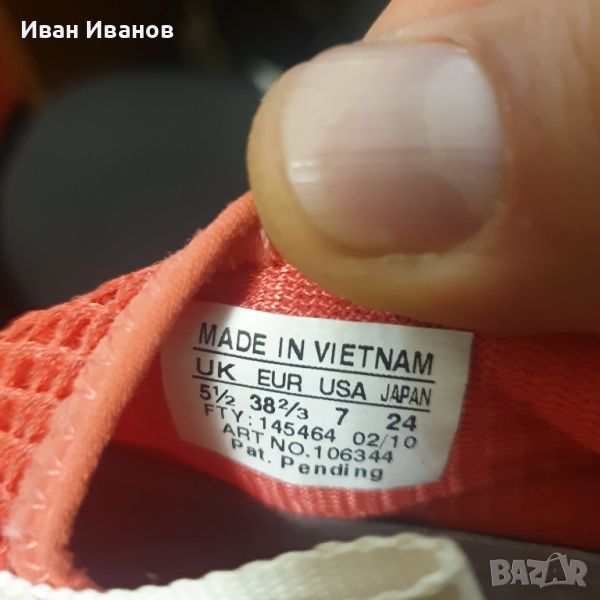 Иван Иванов
MADE IN VIETNAM
UK EUR USA JAPAN
5½ 38⅔ 7 24
FTY: 145464 02/10
ART NO.106344
Pat. Pending
BAZAR